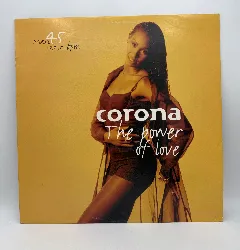 45
corona
The power
of love